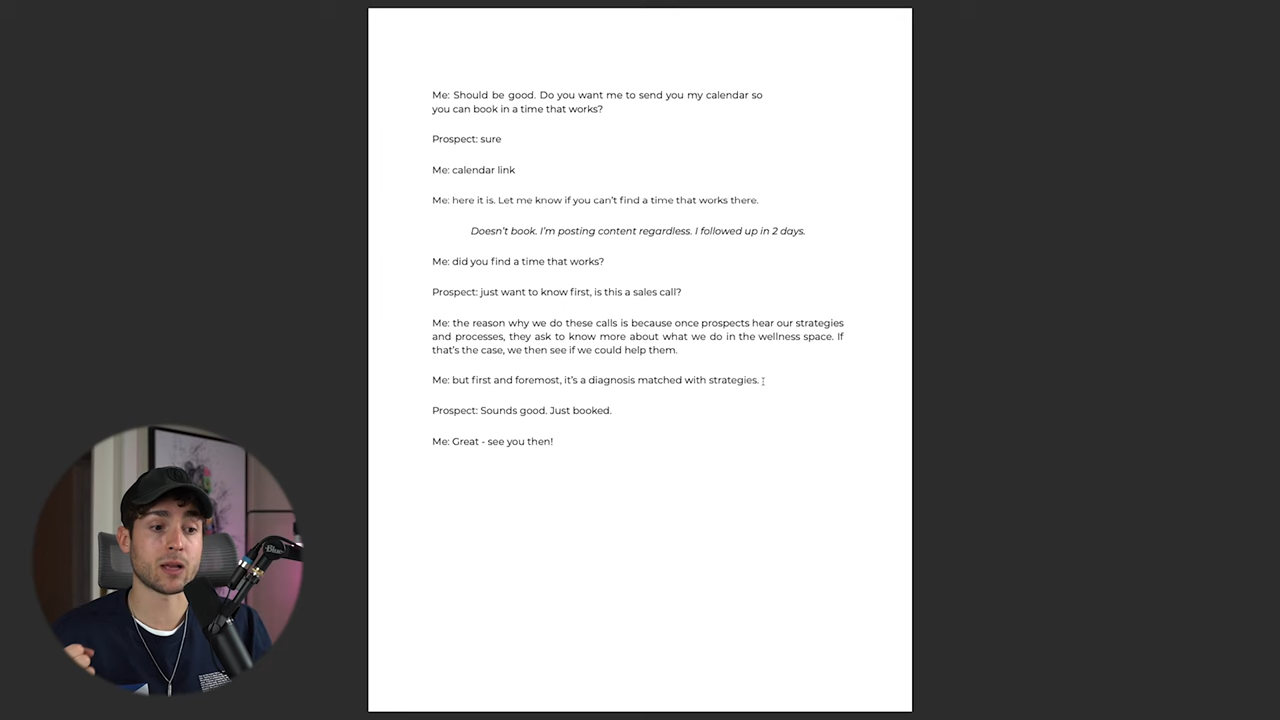 Me: Should be good. Do you want me to send you my calendar so
you can book in a time that works?
Prospect: sure
Me: calendar link
Me: here it is. Let me know if you can't find a time that works there.
Doesn't book. I'm posting content regardless. I followed up in 2 days.
Me: did you find a time that works?
Prospect: just want to know first, is this a sales call?
Me: the reason why we do these calls is because once prospects hear our strategies
and processes, they ask to know more about what we do in the wellness space. If
that's the case, we then see if we could help them.
Me: but first and foremost, it's a diagnosis matched with strategies.
Prospect: Sounds good. Just booked.
Me: Great - see you then!
Blue